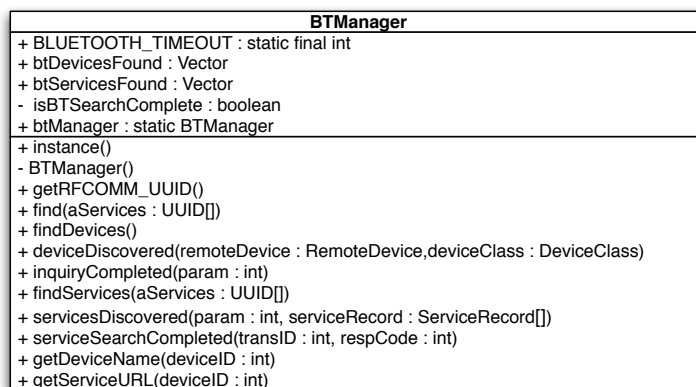 BTManager
+ BLUETOOTH_TIMEOUT : static final int
+ btDevicesFound : Vector
+ btServicesFound : Vector
- isBTSearchComplete : boolean
+ btManager : static BTManager
+ instance()
- BTManager()
+ getRFCOMM_UUID()
+ find(aServices : UUID[])
+ findDevices()
+ deviceDiscovered(remoteDevice : RemoteDevice,deviceClass : DeviceClass)
+ inquiryCompleted(param : int)
+ findServices(aServices : UUID[])
+ servicesDiscovered(param : int, serviceRecord : ServiceRecord[])
+ serviceSearchCompleted(transID : int, respCode : int)
+ getDeviceName(deviceID : int)
+ getServiceURL(deviceID : int)